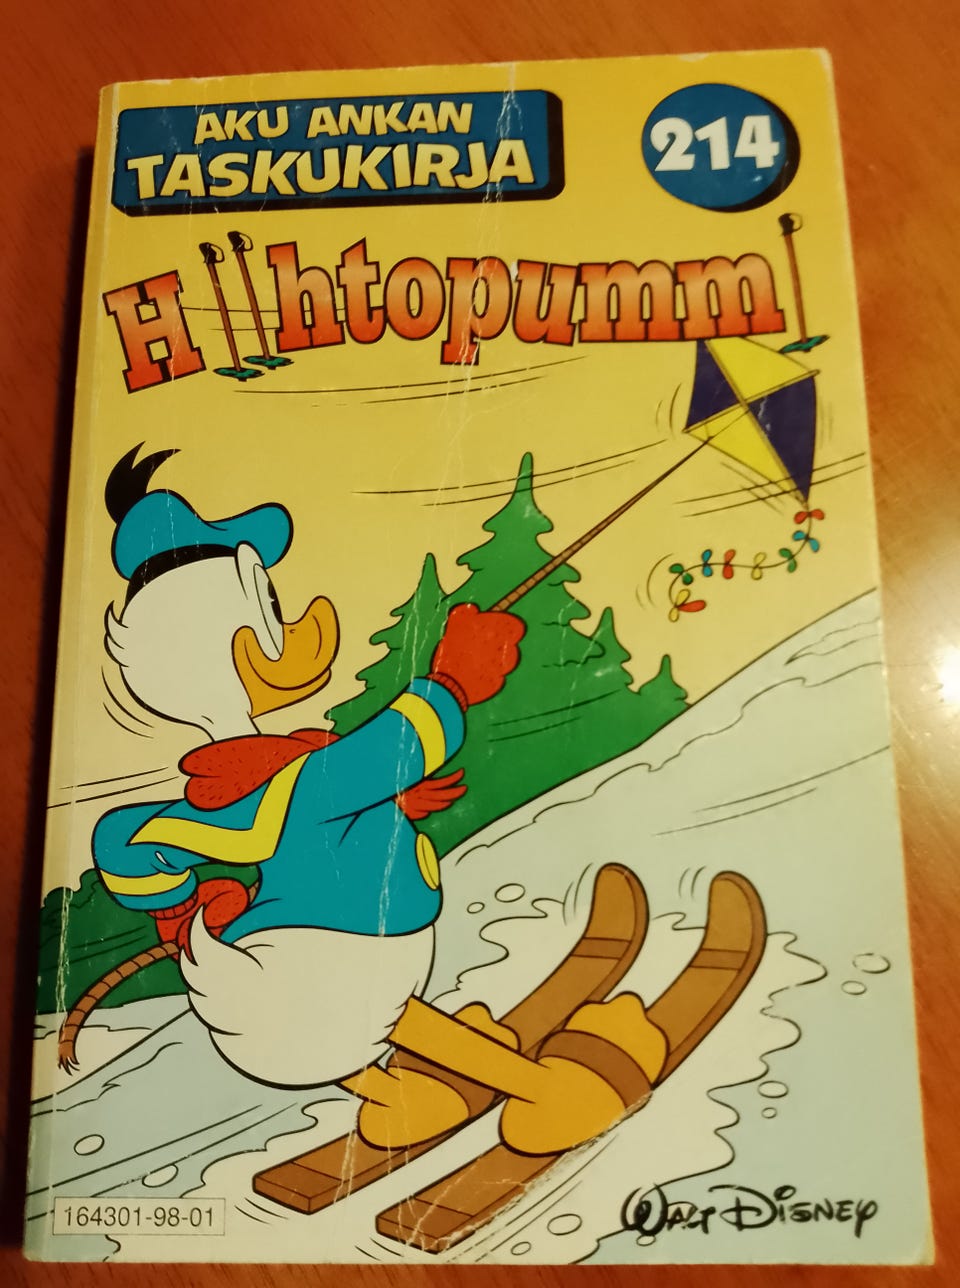 AKU ANKAN
TASKUKIRJA
214
Hiihtopummi
164301-98-01
Walt Disney